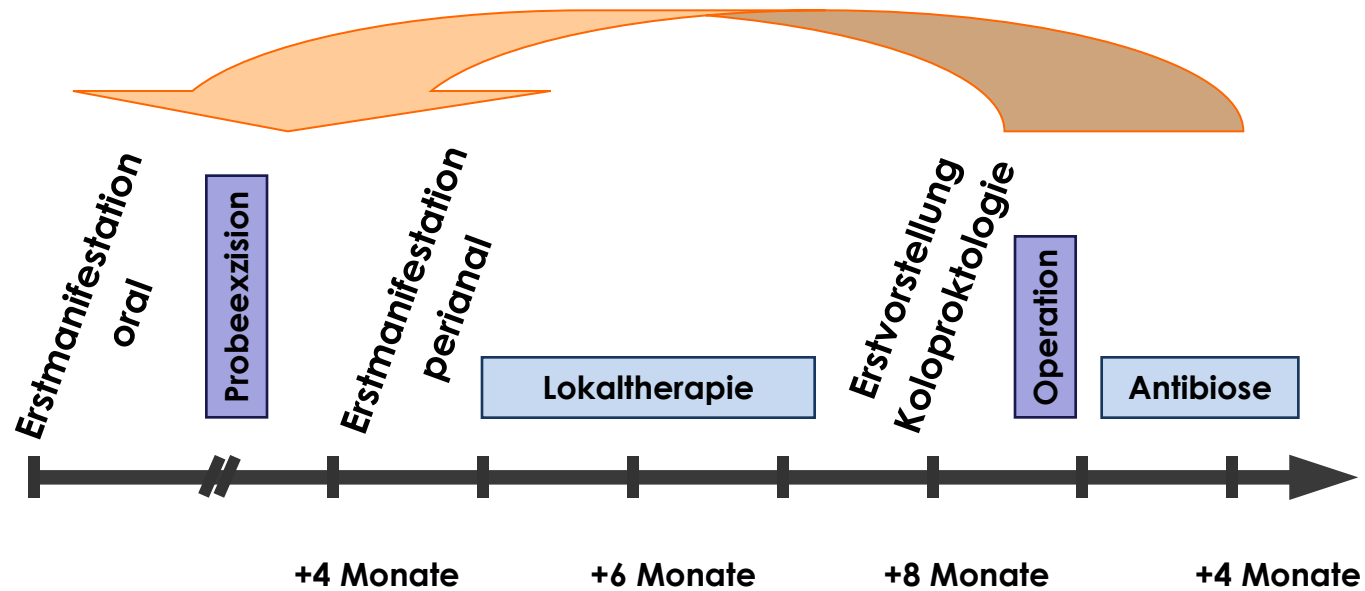 Erstmanifestation
oral
Probeexzision
Erstmanifestation
perianal
Lokaltherapie
Erstvorstellung
Koloproktologie
Operation
Antibiose
+4 Monate
+6 Monate
+8 Monate
+4 Monate